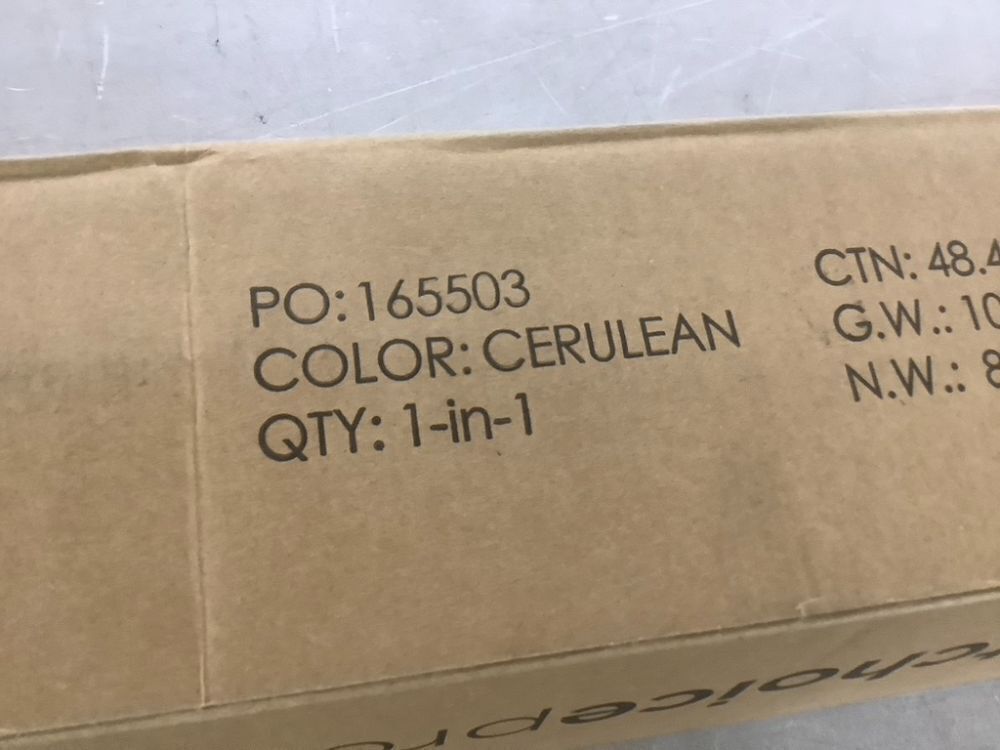 PO: 165503
COLOR: CERULEAN
QTY: 1-in-1
CTN: 48.4
G.W.: 10
N.W.: 8